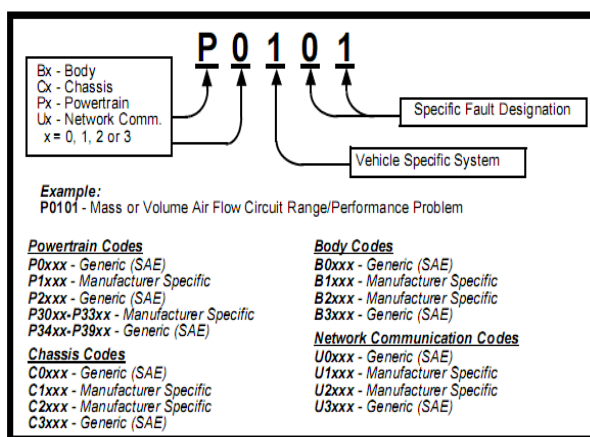 P 0 1 0 1
Bx - Body
Cx - Chassis
Px - Powertrain
Ux - Network Comm.
x = 0, 1, 2 or 3
Specific Fault Designation
Vehicle Specific System
Example:
P0101 - Mass or Volume Air Flow Circuit Range/Performance Problem
Powertrain Codes
P0xxx - Generic (SAE)
P1xxx - Manufacturer Specific
P2xxx - Generic (SAE)
P30xx-P33xx - Manufacturer Specific
P34xx-P39xx - Generic (SAE)
Chassis Codes
C0xxx - Generic (SAE)
C1xxx - Manufacturer Specific
C2xxx - Manufacturer Specific
C3xxx - Generic (SAE)
Body Codes
B0xxx - Generic (SAE)
B1xxx - Manufacturer Specific
B2xxx - Manufacturer Specific
B3xxx - Generic (SAE)
Network Communication Codes
U0xxx - Generic (SAE)
U1xxx - Manufacturer Specific
U2xxx - Manufacturer Specific
U3xxx - Generic (SAE)